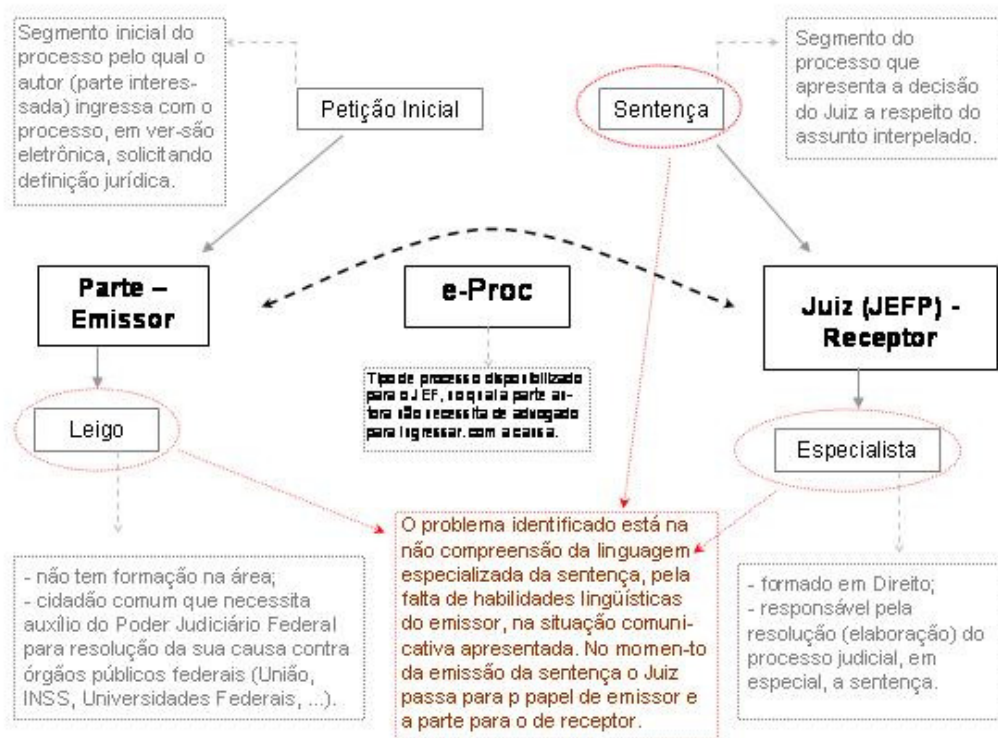 Segmento inicial do
processo pelo qual o
autor (parte interes-
sada) ingressa com o
processo, em ver-são
eletrônica, solicitando
definição jurídica.
Petição Inicial
Sentença
Segmento do
processo que
apresenta a decisão
do Juiz a respeito do
assunto interpelado.
Parte –
Emissor
e-Proc
Juiz (JEFP) -
Receptor
Tipo de processo disponibilizado
para o JEF, no qual a parte au-
tora não necessita de advogado
para ingressar com a causa.
Leigo
Especialista
- não tem formação na área;
- cidadão comum que necessita
auxílio do Poder Judiciário Federal
para resolução da sua causa contra
órgãos públicos federais (União,
INSS, Universidades Federais, ...).
O problema identificado está na
não compreensão da linguagem
especializada da sentença, pela
falta de habilidades lingüísticas
do emissor, na situação comuni-
cativa apresentada. No momen-to
da emissão da sentença o Juiz
passa para p papel de emissor e
a parte para o de receptor.
- formado em Direito;
- responsável pela
resolução (elaboração) do
processo judicial, em
especial, a sentença.